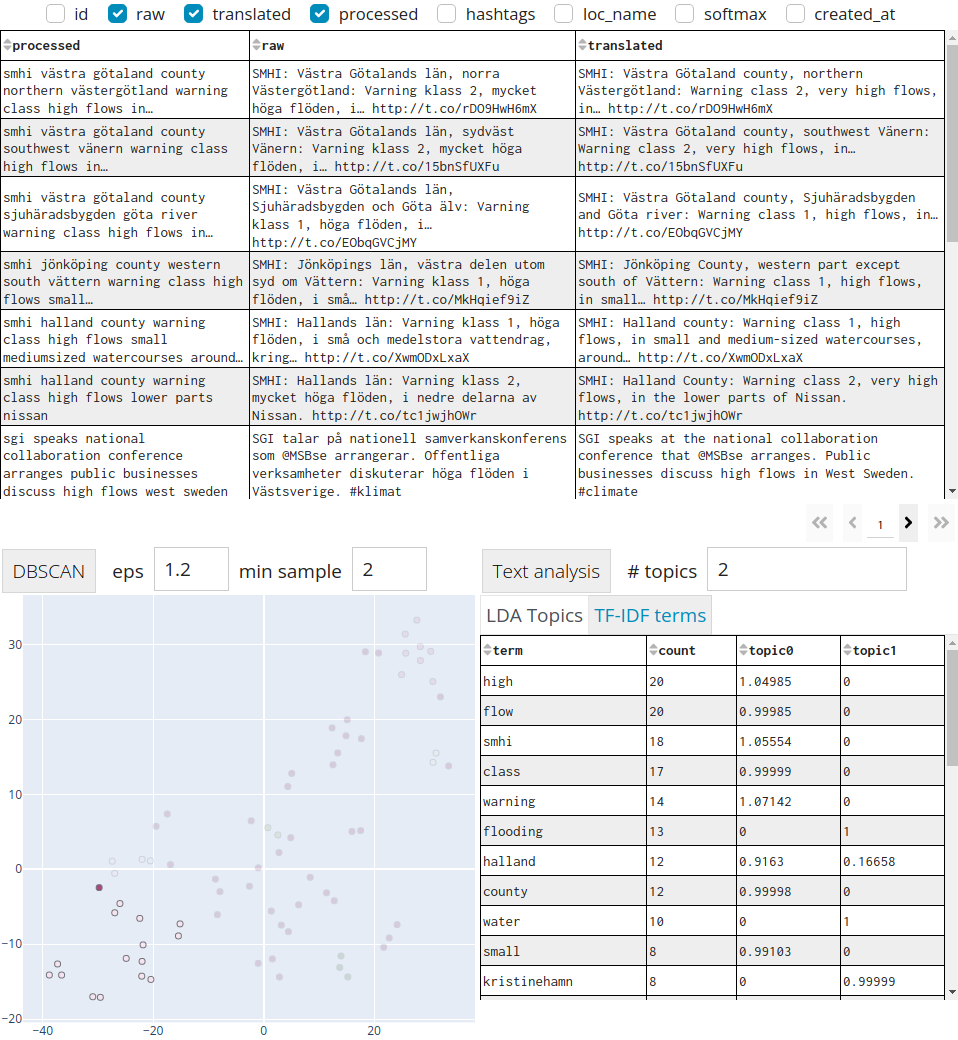 id raw translated processed hashtags loc_name softmax created_at
processed raw translated
smhi västra götaland county
northern västergötland warning
class high flows in…
SMHI: Västra Götalands län, norra
Västergötland: Varning klass 2, mycket
höga flöden, i… http://t.co/rDO9HwH6mX
SMHI: Västra Götaland county, northern
Västergötland: Warning class 2, very high flows,
in… http://t.co/rDO9HwH6mX
smhi västra götaland county
southwest vänern warning class
high flows in…
SMHI: Västra Götalands län, sydväst
Vänern: Varning klass 2, mycket höga
flöden, i… http://t.co/15bnSfUXFu
SMHI: Västra Götaland county, southwest Vänern:
Warning class 2, very high flows, in…
http://t.co/15bnSfUXFu
smhi västra götaland county
sjuhäradsbygden göta river
warning class high flows in…
SMHI: Västra Götalands län,
Sjuhäradsbygden och Göta älv: Varning
klass 1, höga flöden, i…
http://t.co/EObqGVCjMY
SMHI: Västra Götaland county, Sjuhäradsbygden
and Göta river: Warning class 1, high flows, in…
http://t.co/EObqGVCjMY
smhi jönköping county western
south vättern warning class high
flows small…
SMHI: Jönköpings län, västra delen utom
syd om Vättern: Varning klass 1, höga
flöden, i små… http://t.co/MkHqief9iZ
SMHI: Jönköping County, western part except
south of Vättern: Warning class 1, high flows,
in small… http://t.co/MkHqief9iZ
smhi halland county warning
class high flows small
mediumsized watercourses around…
SMHI: Hallands län: Varning klass 1, höga
flöden, i små och medelstora vattendrag,
kring… http://t.co/XwmODxLxaX
SMHI: Halland county: Warning class 1, high
flows, in small and medium-sized watercourses,
around… http://t.co/XwmODxLxaX
smhi halland county warning
class high flows lower parts
nissan
SMHI: Hallands län: Varning klass 2,
mycket höga flöden, i nedre delarna av
Nissan. http://t.co/tc1jwjhOWr
SMHI: Halland County: Warning class 2, very high
flows, in the lower parts of Nissan.
http://t.co/tc1jwjhOWr
sgi speaks national
collaboration conference
arranges public businesses
discuss high flows west sweden
SGI talar på nationell samverkanskonferens
som @MSBse arrangerar. Offentliga
verksamheter diskuterar höga flöden i
Västsverige. #klimat
SGI speaks at the national collaboration
conference that @MSBse arranges. Public
businesses discuss high flows in West Sweden.
#climate
1
DBSCAN eps 1.2 min sample 2
Text analysis # topics 2
LDA Topics TF-IDF terms
term count topic0 topic1
high 20 1.04985 0
flow 20 0.99985 0
smhi 18 1.05554 0
class 17 0.99999 0
warning 14 1.07142 0
flooding 13 0 1
halland 12 0.9163 0.16658
county 12 0.99998 0
water 10 0 1
small 8 0.99103 0
kristinehamn 8 0 0.99999
30
20
10
0
−10
−20
−40 −20 0 20